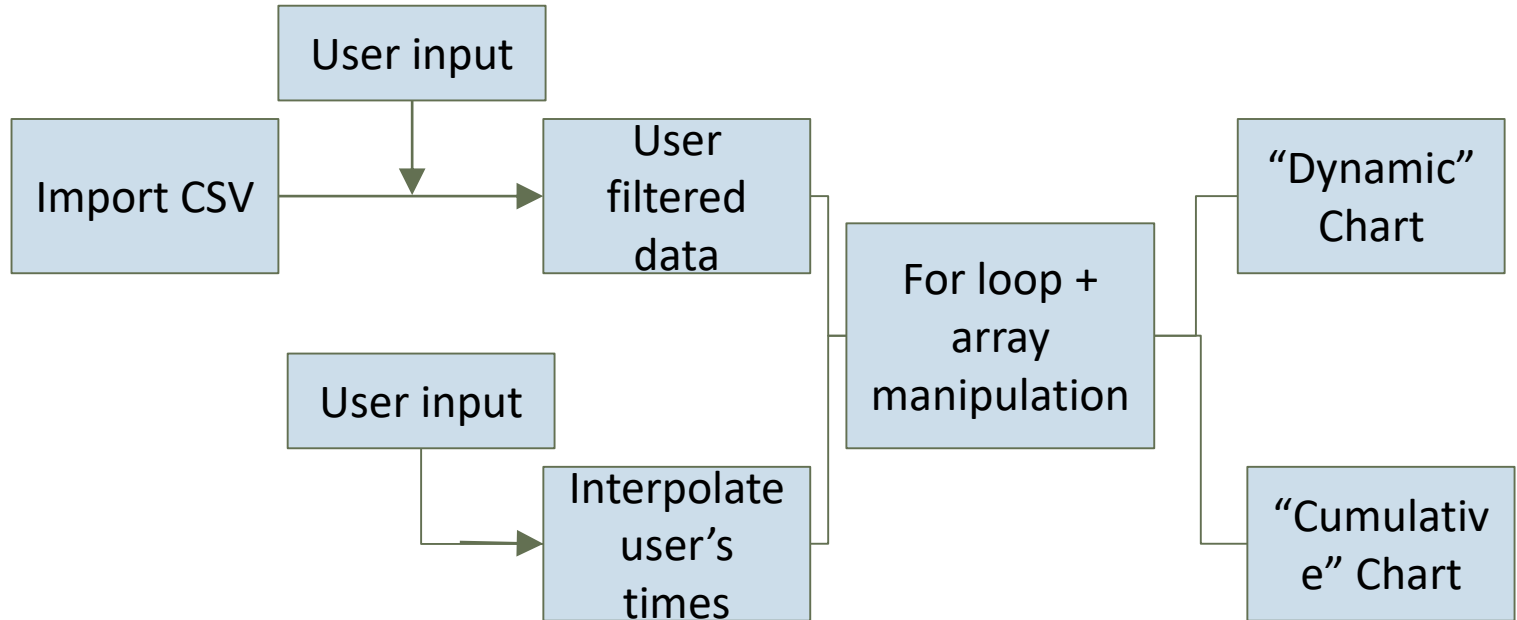 User input
Import CSV
User
filtered
data
“Dynamic”
Chart
For loop +
array
manipulation
User input
Interpolate
user’s
times
“Cumulativ
e” Chart